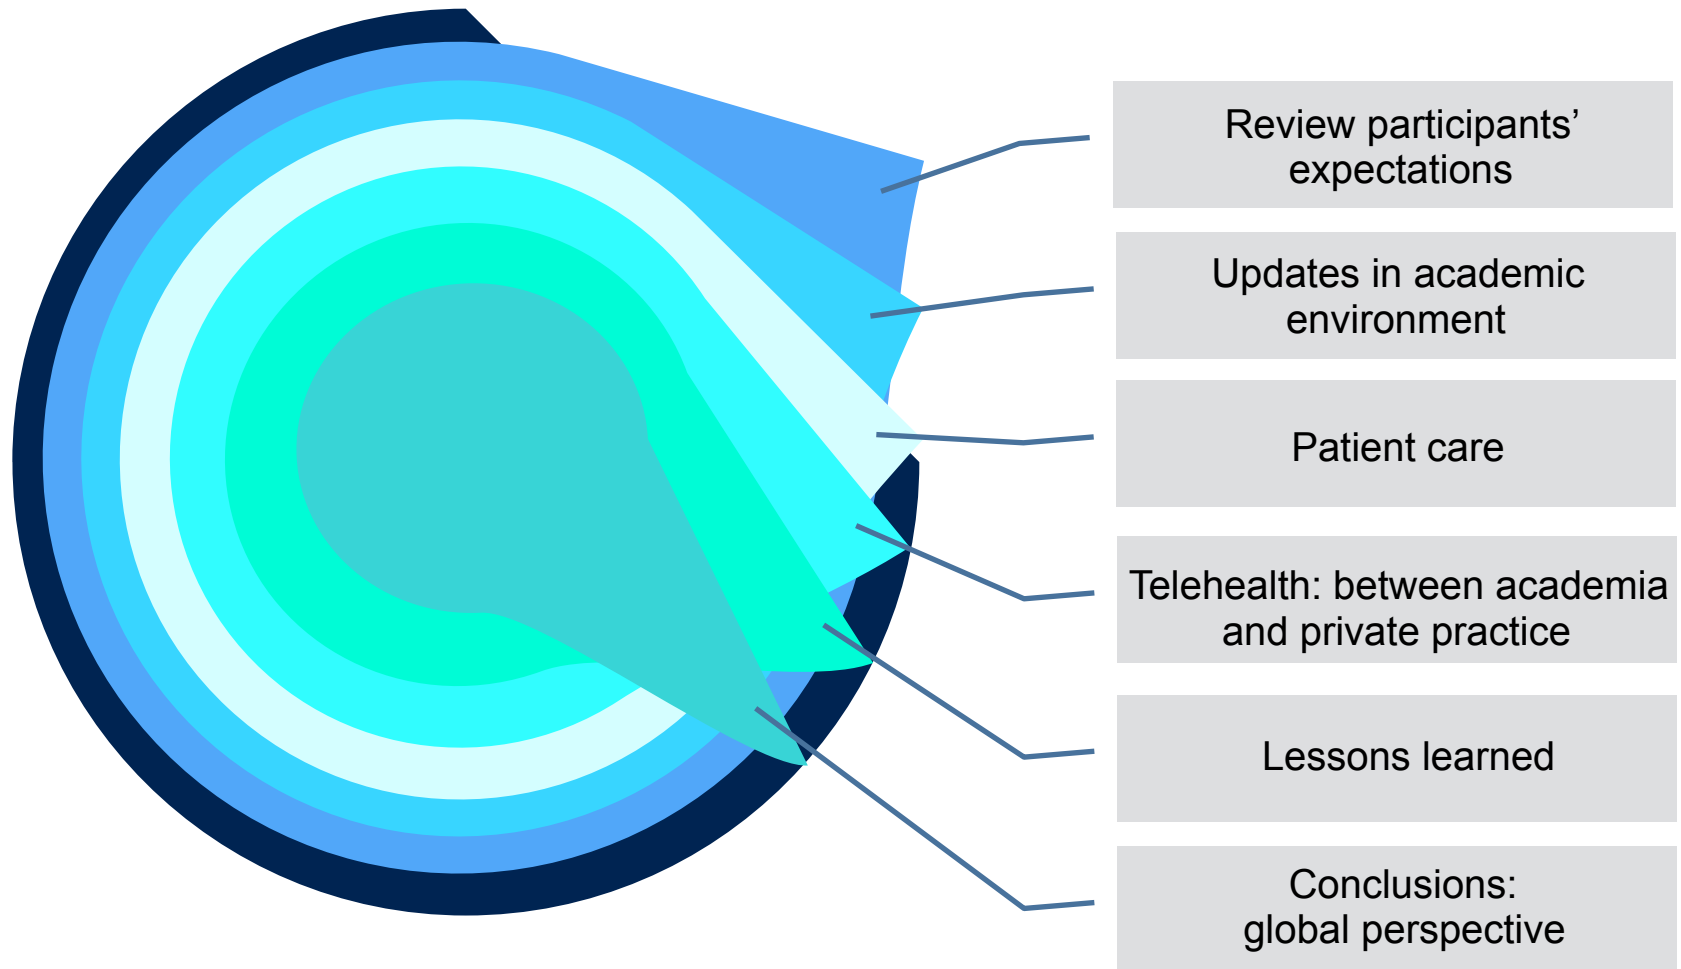 Review participants’
expectations
Updates in academic
environment
Patient care
Telehealth: between academia
and private practice
Lessons learned
Conclusions:
global perspective